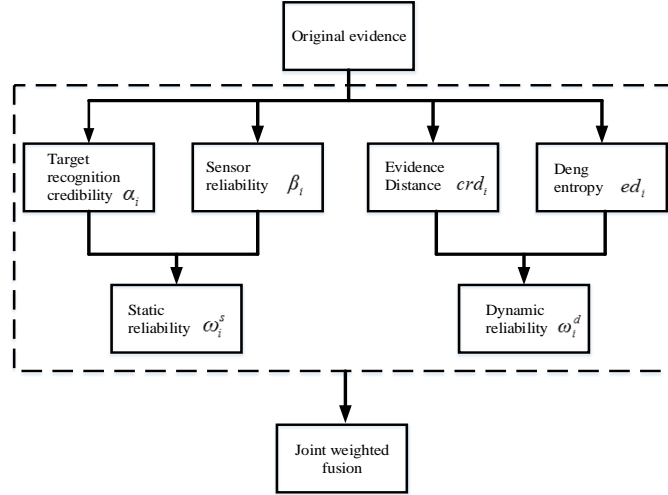 Original evidence
Target
recognition
credibility α_i
Sensor
reliability β_i
Evidence
Distance crd_i
Deng
entropy ed_i
Static
reliability ω_i^s
Dynamic
reliability ω_i^d
Joint weighted
fusion